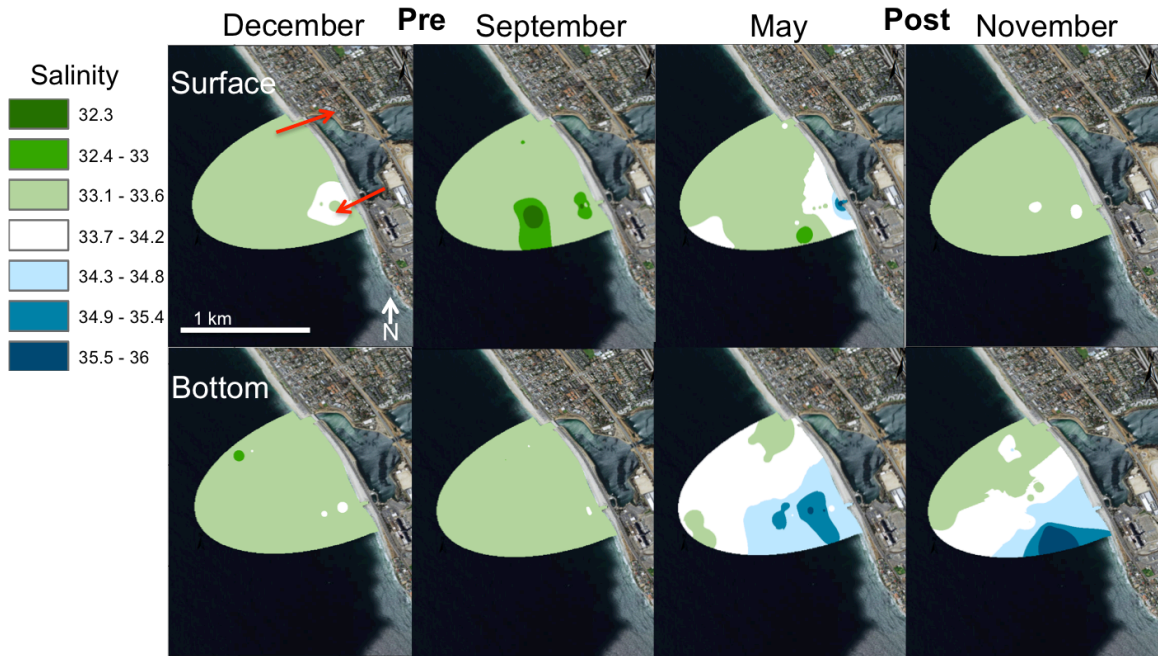 December Pre September May Post November
Salinity
32.3
32.4 - 33
33.1 - 33.6
33.7 - 34.2
34.3 - 34.8
34.9 - 35.4
35.5 - 36
Surface
1 km
N
Bottom